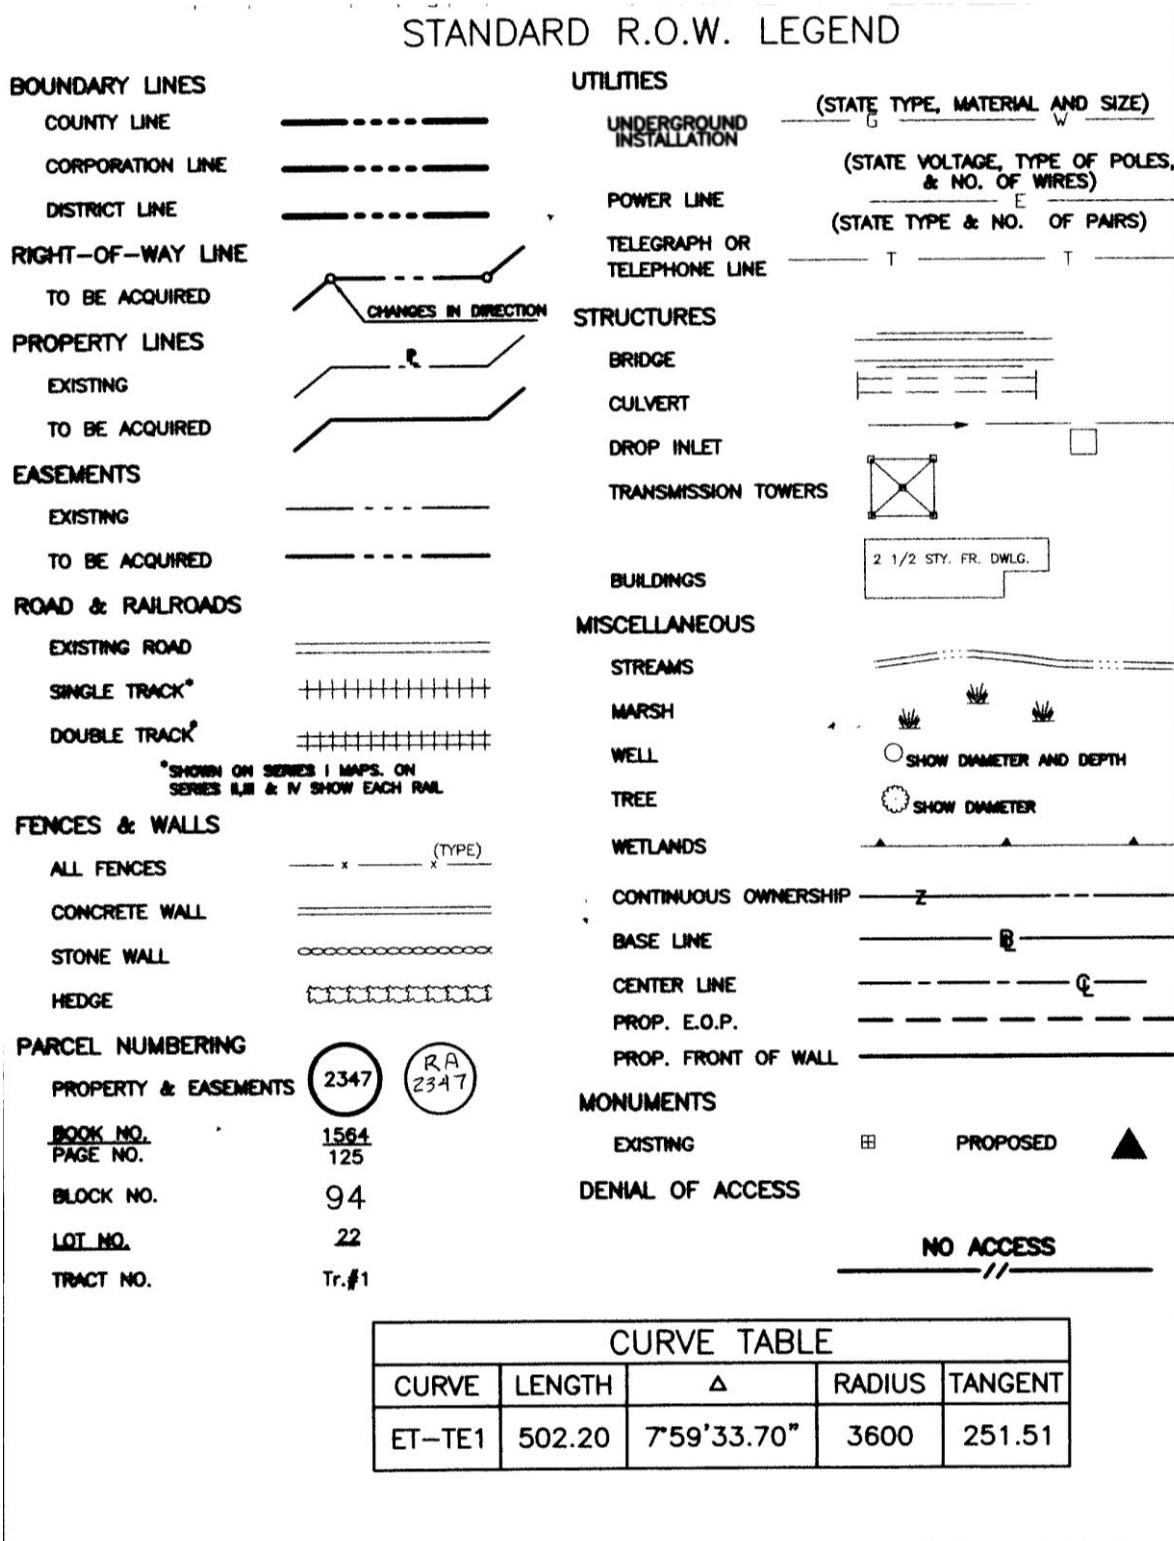 STANDARD R.O.W. LEGEND
BOUNDARY LINES
COUNTY LINE
CORPORATION LINE
DISTRICT LINE
RIGHT-OF-WAY LINE
TO BE ACQUIRED
CHANGES IN DIRECTION
PROPERTY LINES
EXISTING
TO BE ACQUIRED
EASEMENTS
EXISTING
TO BE ACQUIRED
ROAD & RAILROADS
EXISTING ROAD
SINGLE TRACK*
DOUBLE TRACK*
*SHOWN ON SERIES I MAPS. ON
SERIES II,III & IV SHOW EACH RAIL
FENCES & WALLS
ALL FENCES x x (TYPE)
CONCRETE WALL
STONE WALL
HEDGE
PARCEL NUMBERING
PROPERTY & EASEMENTS 2347 RA 2347
BOOK NO. 1564
PAGE NO. 125
BLOCK NO. 94
LOT NO. 22
TRACT NO. Tr.#1
UTILITIES
(STATE TYPE, MATERIAL AND SIZE)
UNDERGROUND G W
INSTALLATION
(STATE VOLTAGE, TYPE OF POLES,
& NO. OF WIRES)
POWER LINE E
(STATE TYPE & NO. OF PAIRS)
TELEGRAPH OR
TELEPHONE LINE T T
STRUCTURES
BRIDGE
CULVERT
DROP INLET
TRANSMISSION TOWERS
2 1/2 STY. FR. DWLG.
BUILDINGS
MISCELLANEOUS
STREAMS
MARSH
WELL SHOW DIAMETER AND DEPTH
TREE SHOW DIAMETER
WETLANDS
CONTINUOUS OWNERSHIP Z
BASE LINE BL
CENTER LINE CL
PROP. E.O.P.
PROP. FRONT OF WALL
MONUMENTS
EXISTING PROPOSED
DENIAL OF ACCESS
NO ACCESS
CURVE TABLE
CURVE LENGTH Δ RADIUS TANGENT
ET-TE1 502.20 7°59'33.70" 3600 251.51